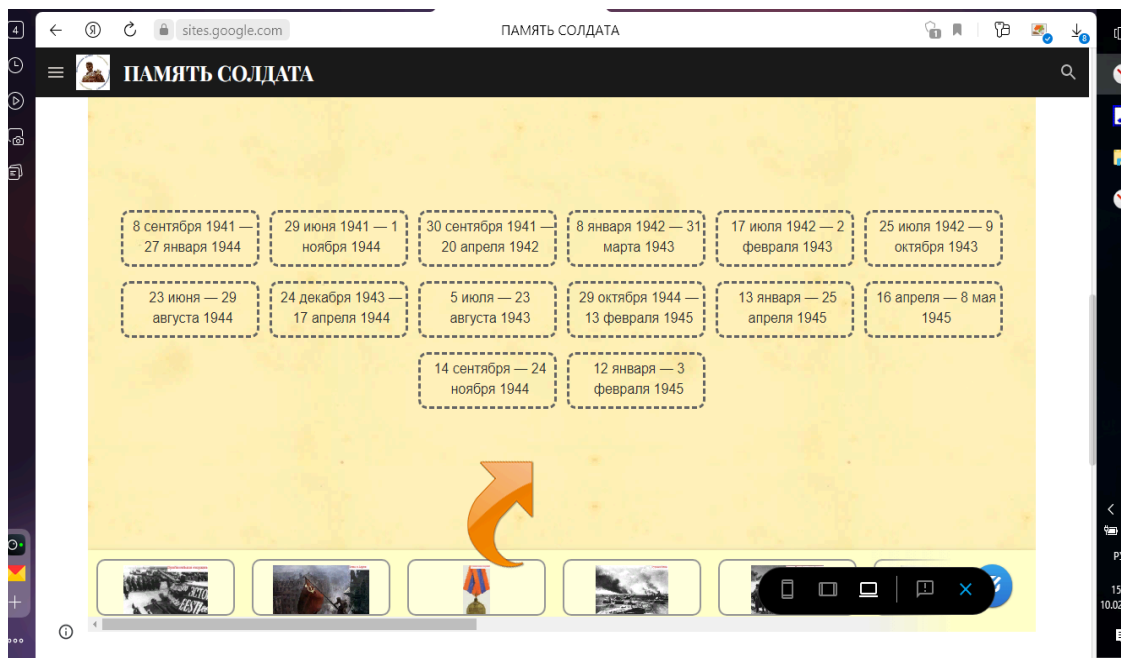 4
Я
sites.google.com
ПАМЯТЬ СОЛДАТА
1
8
ПАМЯТЬ СОЛДАТА
8 сентября 1941 —
27 января 1944
29 июня 1941 — 1
ноября 1944
30 сентября 1941 —
20 апреля 1942
8 января 1942 — 31
марта 1943
17 июля 1942 — 2
февраля 1943
25 июля 1942 — 9
октября 1943
23 июня — 29
августа 1944
24 декабря 1943 —
17 апреля 1944
5 июля — 23
августа 1943
29 октября 1944 —
13 февраля 1945
13 января — 25
апреля 1945
16 апреля — 8 мая
1945
14 сентября — 24
ноября 1944
12 января — 3
февраля 1945
15
10.02